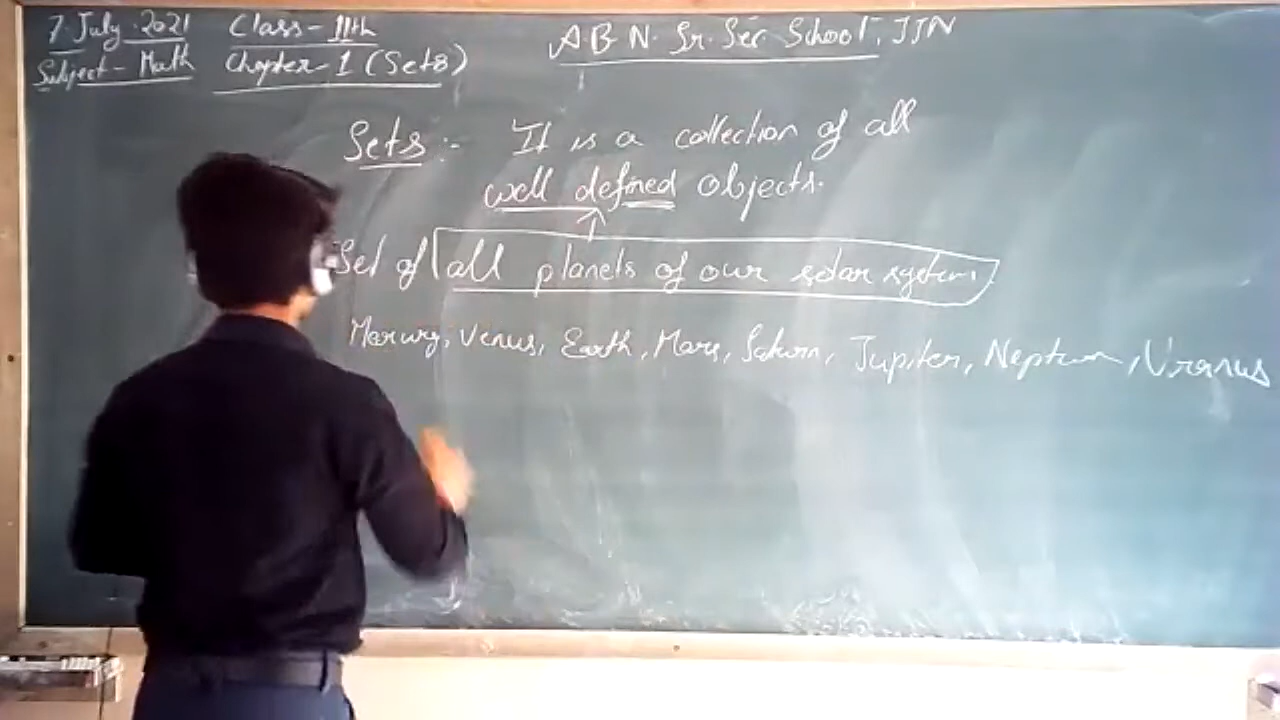 7 July 2021 Class - 11th
A B N. Sr. Sec School, JJN
Subject - Math Chapter - 1 (Sets)
Sets :- It is a collection of all
well defined objects.
Set of all planets of our solar system.
Mercury, Venus, Earth, Mars, Saturn, Jupiter, Neptune, Uranus